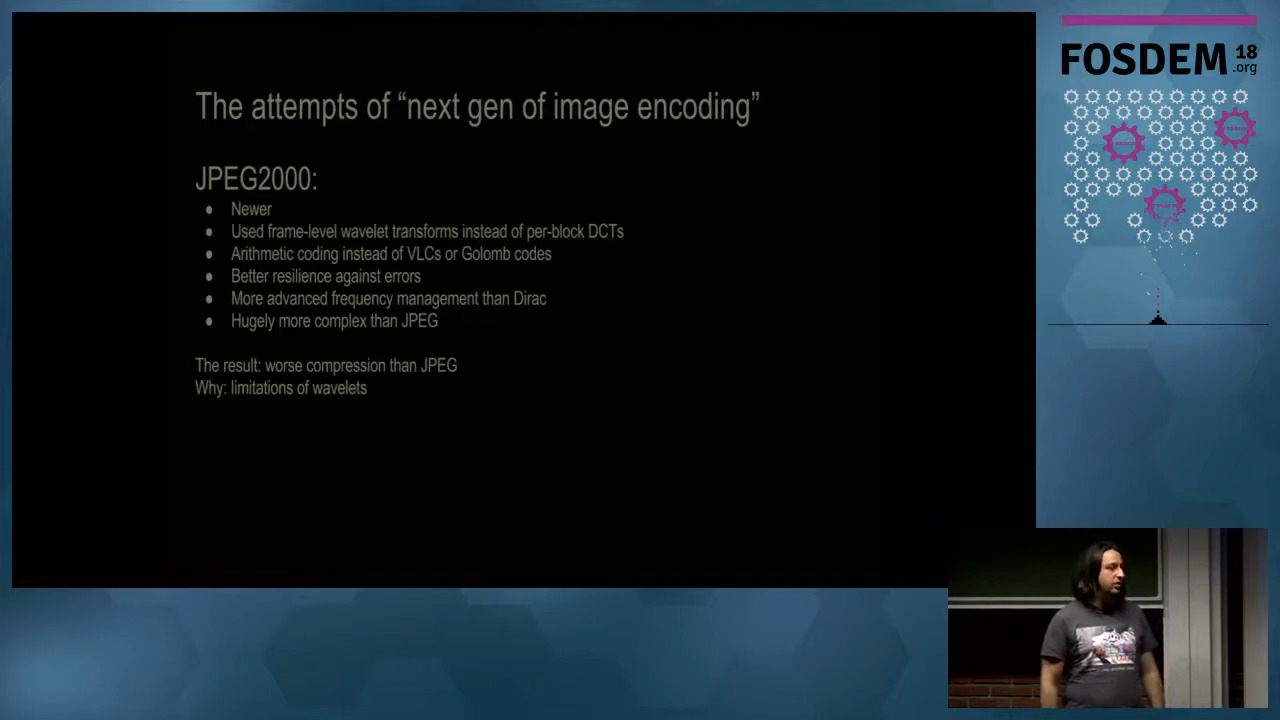 The attempts of “next gen of image encoding”
JPEG2000:
● Newer
● Used frame-level wavelet transforms instead of per-block DCTs
● Arithmetic coding instead of VLCs or Golomb codes
● Better resilience against errors
● More advanced frequency management than Dirac
● Hugely more complex than JPEG
The result: worse compression than JPEG
Why: limitations of wavelets
FOSDEM 18
.org